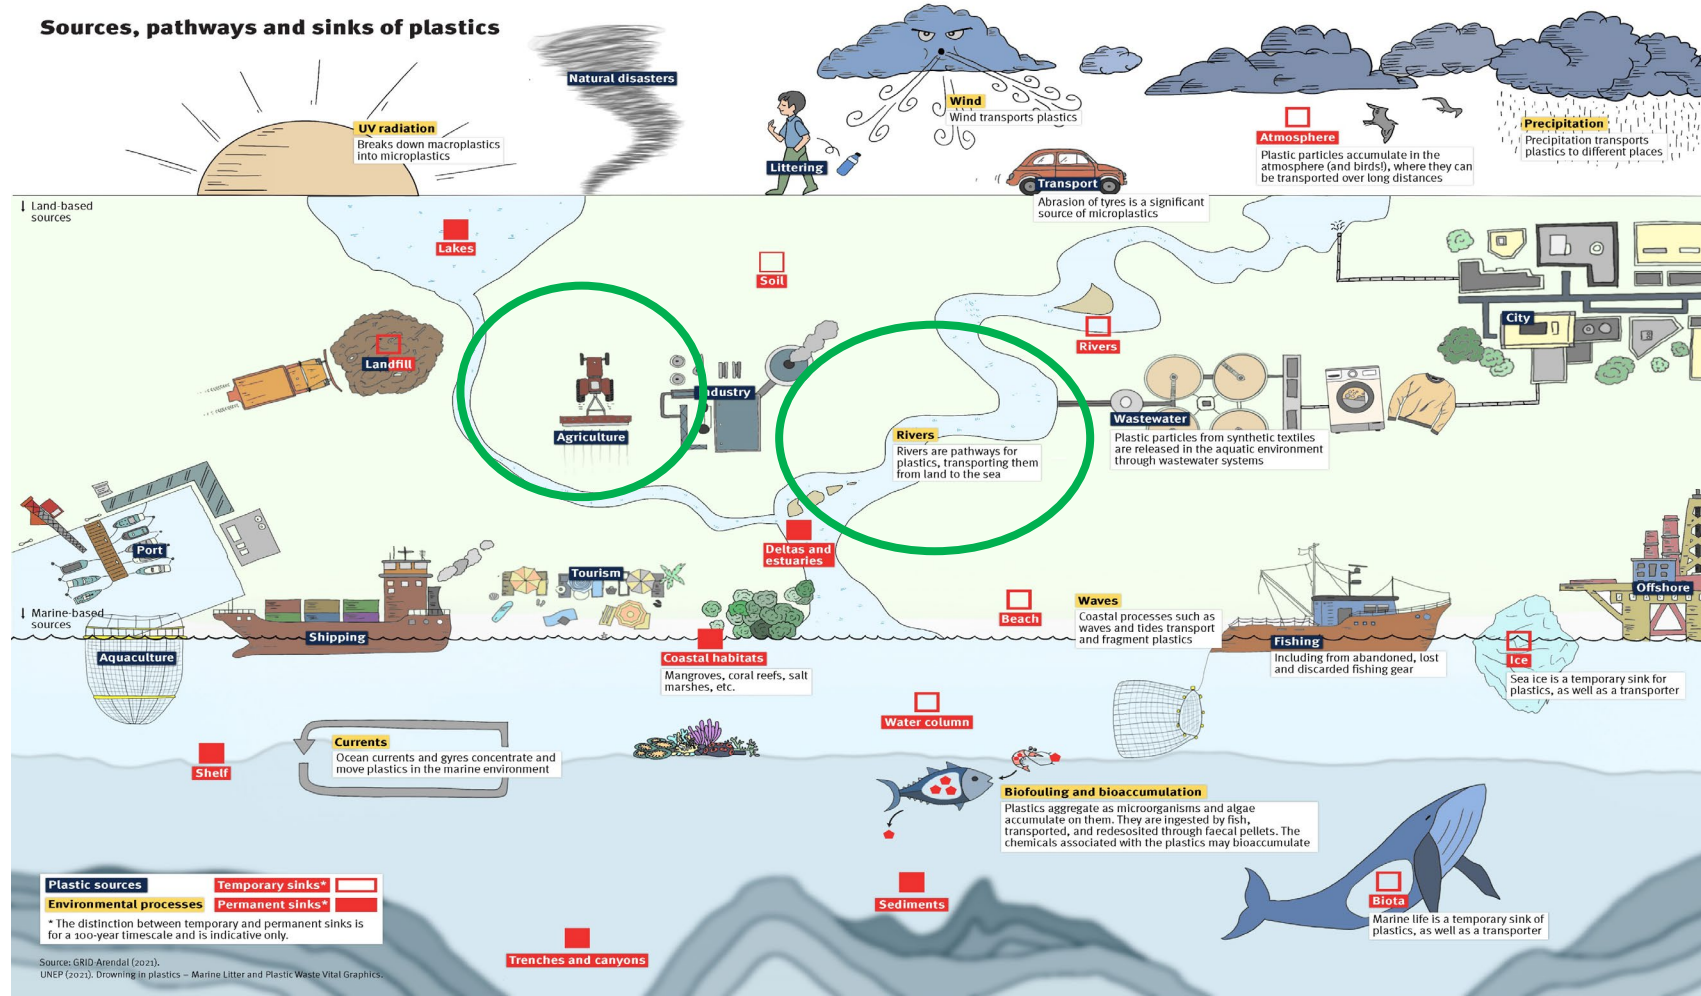 Sources, pathways and sinks of plastics
Natural disasters
UV radiation
Breaks down macroplastics
into microplastics
Littering
Wind
Wind transports plastics
Transport
Abrasion of tyres is a significant
source of microplastics
Atmosphere
Plastic particles accumulate in the
atmosphere (and birds!), where they can
be transported over long distances
Precipitation
Precipitation transports
plastics to different places
↓ Land-based
sources
Lakes
Soil
Rivers
City
Landfill
Agriculture
Industry
Rivers
Rivers are pathways for
plastics, transporting them
from land to the sea
Wastewater
Plastic particles from synthetic textiles
are released in the aquatic environment
through wastewater systems
Port
Deltas and
estuaries
Tourism
Offshore
↓ Marine-based
sources
Beach
Waves
Coastal processes such as
waves and tides transport
and fragment plastics
Shipping
Aquaculture
Coastal habitats
Mangroves, coral reefs, salt
marshes, etc.
Fishing
Including from abandoned, lost
and discarded fishing gear
Ice
Sea ice is a temporary sink for
plastics, as well as a transporter
Water column
Shelf
Currents
Ocean currents and gyres concentrate and
move plastics in the marine environment
Biofouling and bioaccumulation
Plastics aggregate as microorganisms and algae
accumulate on them. They are ingested by fish,
transported, and redesosited through faecal pellets. The
chemicals associated with the plastics may bioaccumulate
Sediments
Biota
Marine life is a temporary sink of
plastics, as well as a transporter
Trenches and canyons
Plastic sources
Temporary sinks*
Environmental processes
Permanent sinks*
* The distinction between temporary and permanent sinks is
for a 100-year timescale and is indicative only.
Source: GRID-Arendal (2021).
UNEP (2021). Drowning in plastics – Marine Litter and Plastic Waste Vital Graphics.